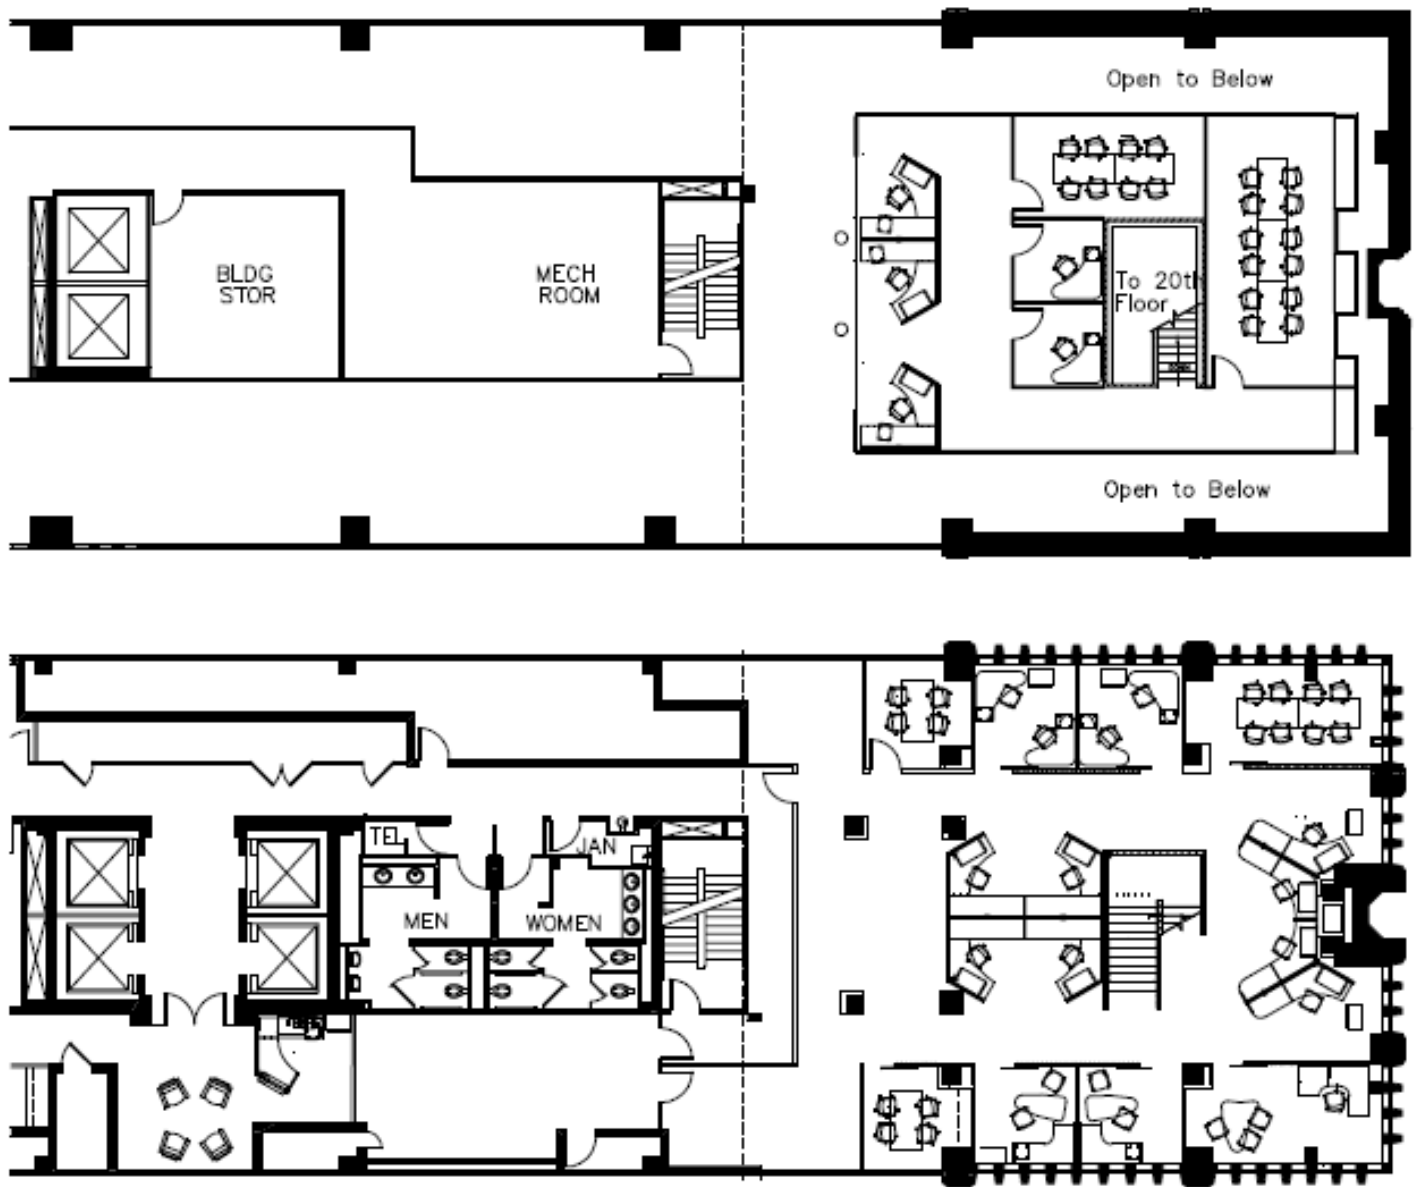 Open to Below
BLDG
STOR
MECH
ROOM
To 20th
Floor
Open to Below
TEL
JAN
MEN
WOMEN